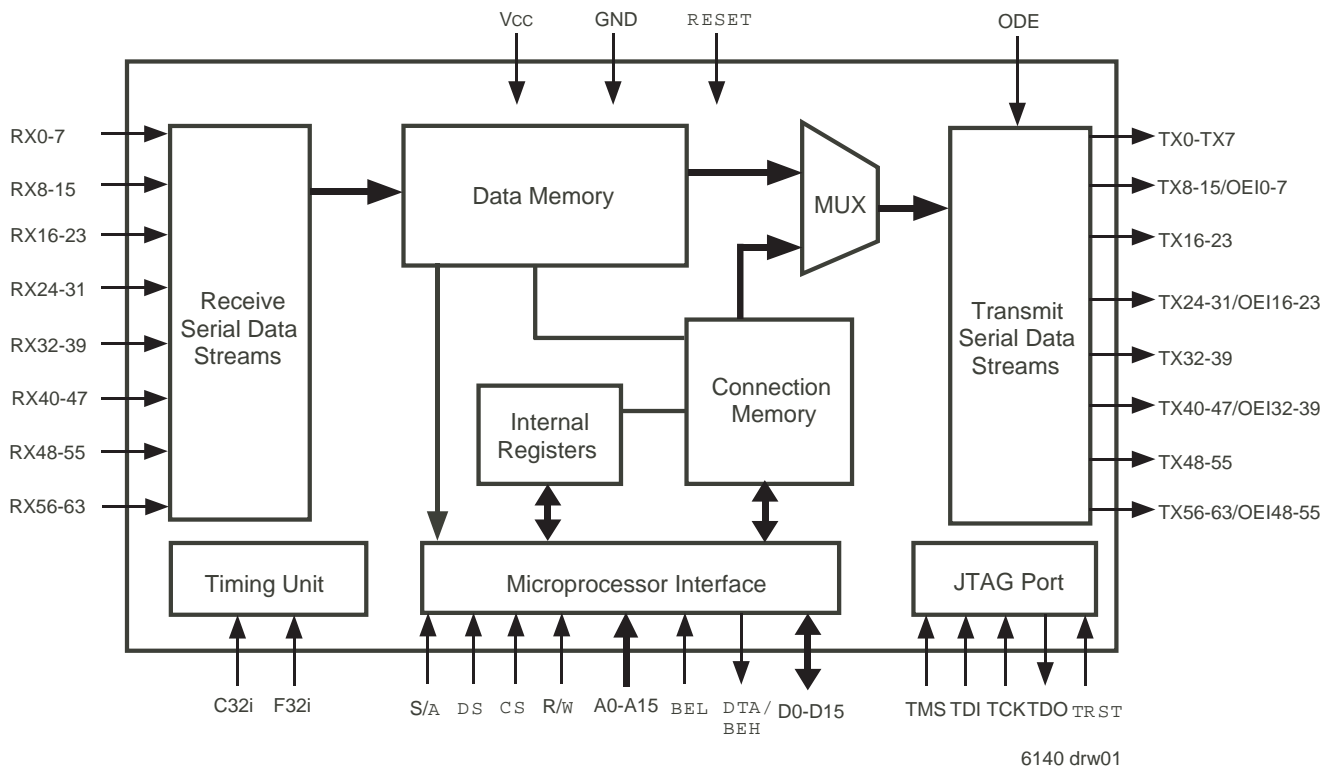 Vcc
GND
RESET
ODE
RX0-7
RX8-15
RX16-23
RX24-31
RX32-39
RX40-47
RX48-55
RX56-63
Receive
Serial Data
Streams
Data Memory
MUX
Connection
Memory
Internal
Registers
Transmit
Serial Data
Streams
TX0-TX7
TX8-15/OEI0-7
TX16-23
TX24-31/OEI16-23
TX32-39
TX40-47/OEI32-39
TX48-55
TX56-63/OEI48-55
Timing Unit
Microprocessor Interface
JTAG Port
C32i
F32i
S/A
DS
CS
R/W
A0-A15
BEL
DTA/
BEH
D0-D15
TMS
TDI
TCK
TDO
TRST
6140 drw01